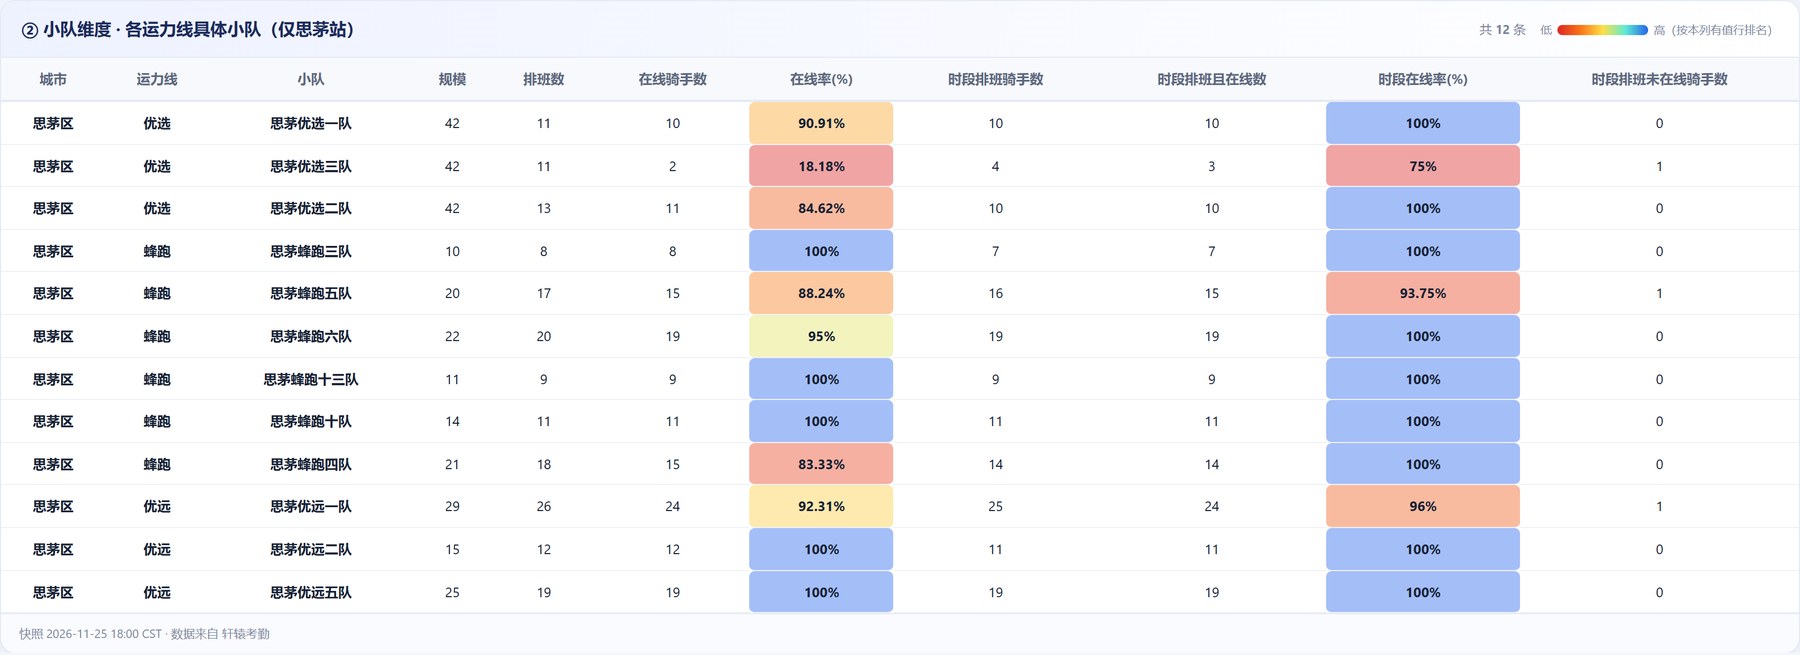 ② 小队维度 · 各运力线具体小队（仅思茅站）
共 12 条 低 高 (按本列有值行排名)
城市 运力线 小队 规模 排班数 在线骑手数 在线率(%) 时段排班骑手数 时段排班且在线数 时段在线率(%) 时段排班未在线骑手数
思茅区 优选 思茅优选一队 42 11 10 90.91% 10 10 100% 0
思茅区 优选 思茅优选三队 42 11 2 18.18% 4 3 75% 1
思茅区 优选 思茅优选二队 42 13 11 84.62% 10 10 100% 0
思茅区 蜂跑 思茅蜂跑三队 10 8 8 100% 7 7 100% 0
思茅区 蜂跑 思茅蜂跑五队 20 17 15 88.24% 16 15 93.75% 1
思茅区 蜂跑 思茅蜂跑六队 22 20 19 95% 19 19 100% 0
思茅区 蜂跑 思茅蜂跑十三队 11 9 9 100% 9 9 100% 0
思茅区 蜂跑 思茅蜂跑十队 14 11 11 100% 11 11 100% 0
思茅区 蜂跑 思茅蜂跑四队 21 18 15 83.33% 14 14 100% 0
思茅区 优远 思茅优远一队 29 26 24 92.31% 25 24 96% 1
思茅区 优远 思茅优远二队 15 12 12 100% 11 11 100% 0
思茅区 优远 思茅优远五队 25 19 19 100% 19 19 100% 0
快照 2026-11-25 18:00 CST · 数据来自 轩辕考勤